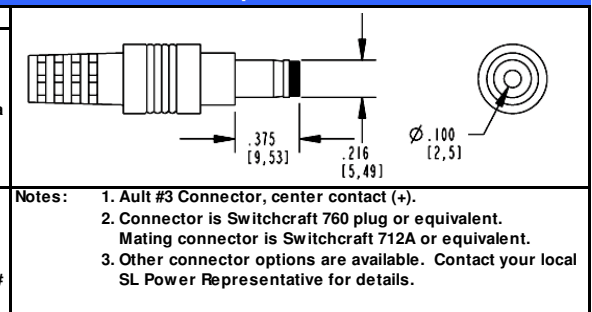 .375
[9,53]
.216
[5,49]
Ø .100
[2,5]
a
Notes: 1. Ault #3 Connector, center contact (+).
2. Connector is Switchcraft 760 plug or equivalent.
Mating connector is Switchcraft 712A or equivalent.
3. Other connector options are available. Contact your local
SL Power Representative for details.
#